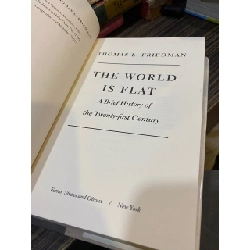 THOMAS L. FRIEDMAN
THE WORLD
IS FLAT
A Brief History of
the Twenty-first Century
Farrar, Straus and Giroux / New York